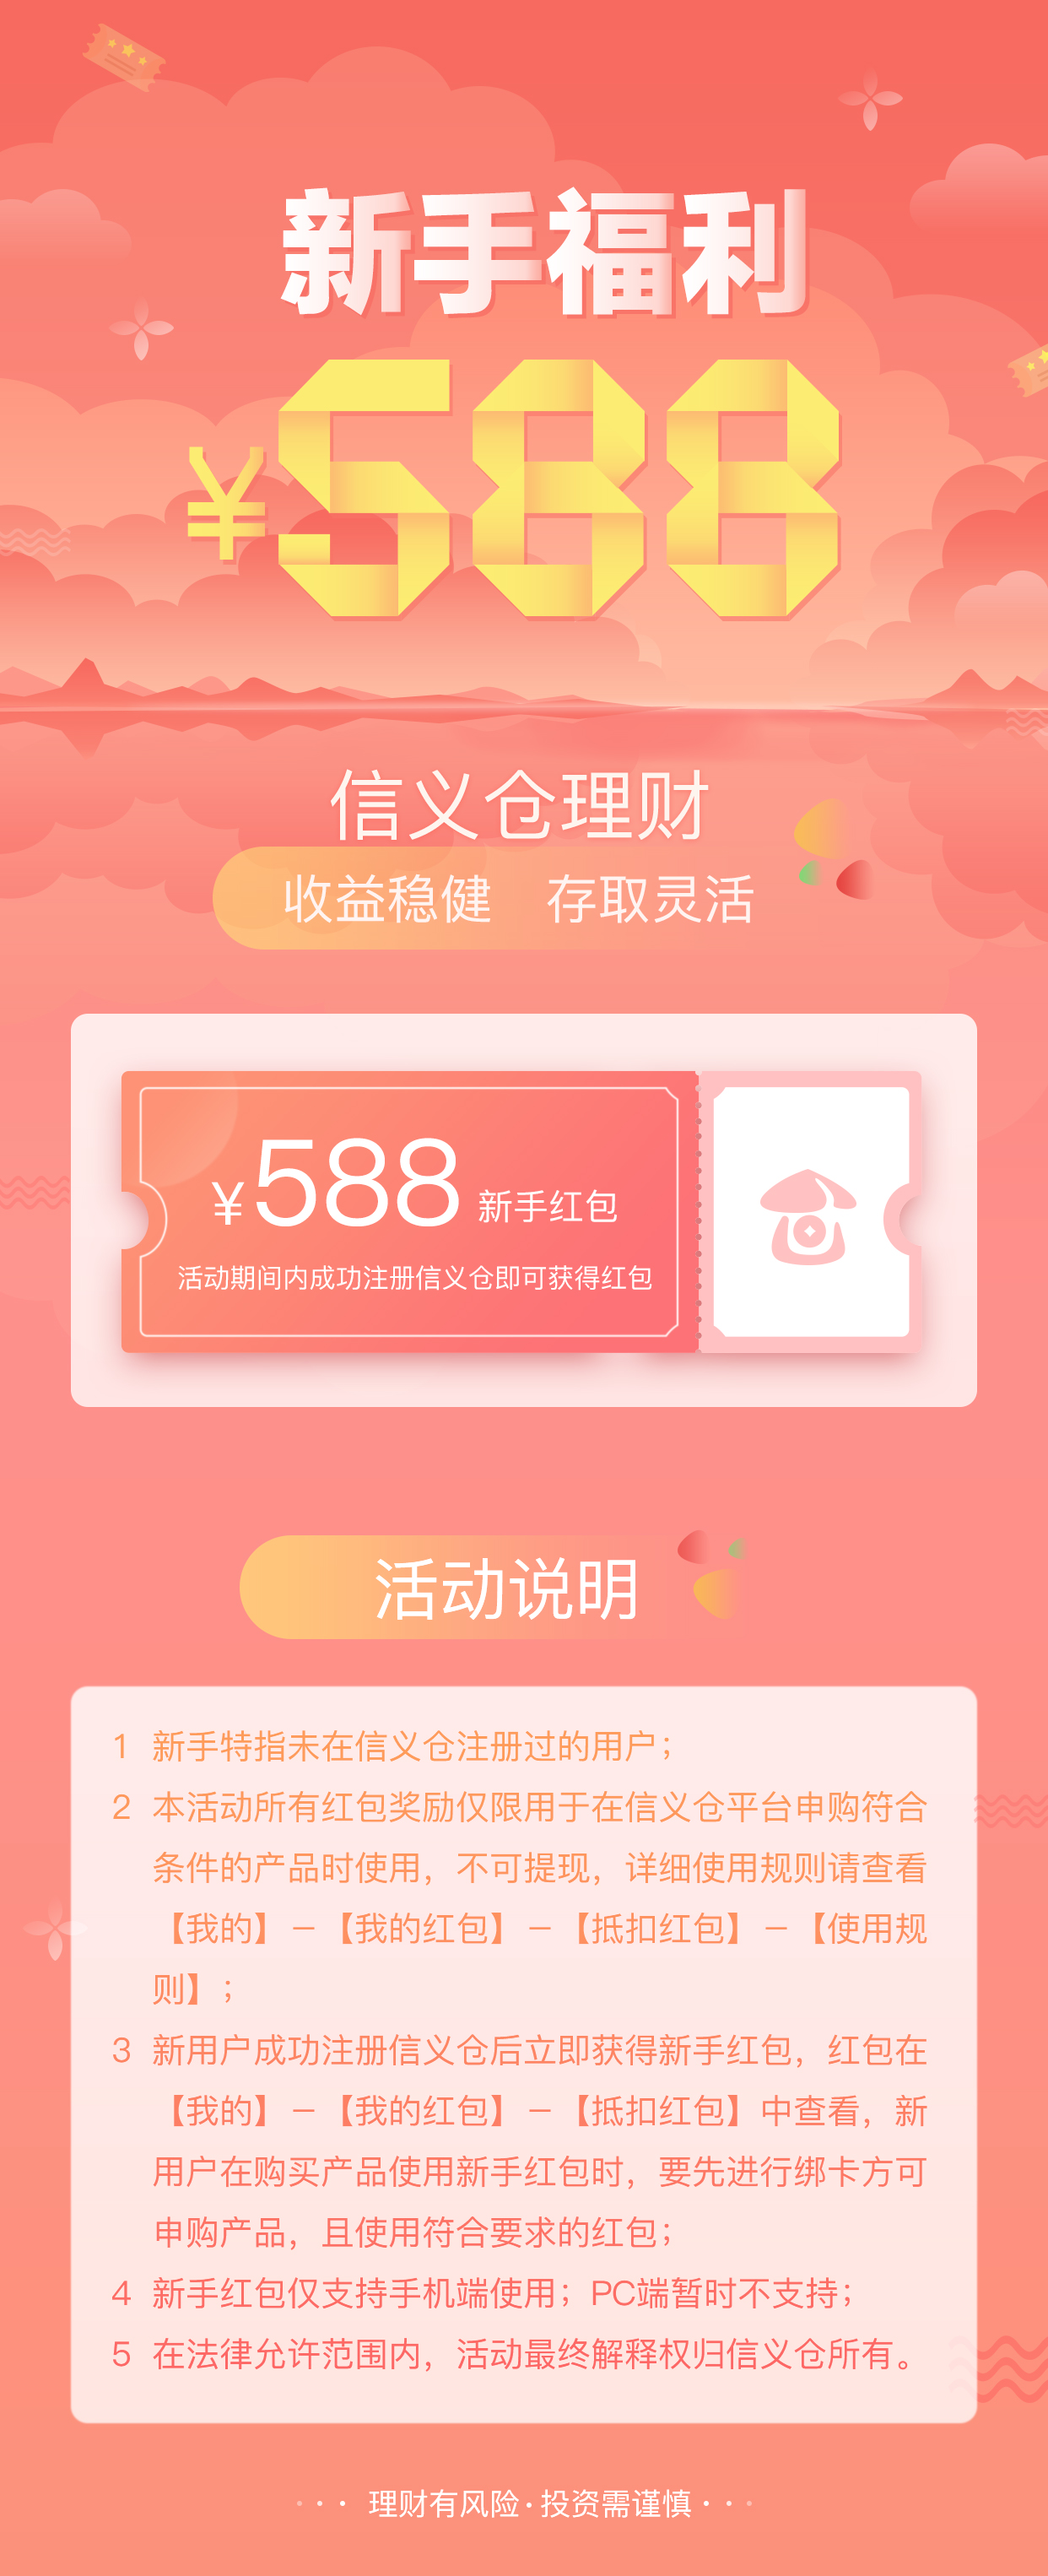 新手福利
¥588
信义仓理财
收益稳健 存取灵活
¥588 新手红包
活动期间内成功注册信义仓即可获得红包
活动说明
1 新手特指未在信义仓注册过的用户；
2 本活动所有红包奖励仅限用于在信义仓平台申购符合
条件的产品时使用，不可提现，详细使用规则请查看
【我的】－【我的红包】－【抵扣红包】－【使用规
则】；
3 新用户成功注册信义仓后立即获得新手红包，红包在
【我的】－【我的红包】－【抵扣红包】中查看，新
用户在购买产品使用新手红包时，要先进行绑卡方可
申购产品，且使用符合要求的红包；
4 新手红包仅支持手机端使用；PC端暂时不支持；
5 在法律允许范围内，活动最终解释权归信义仓所有。
··· 理财有风险·投资需谨慎 ···